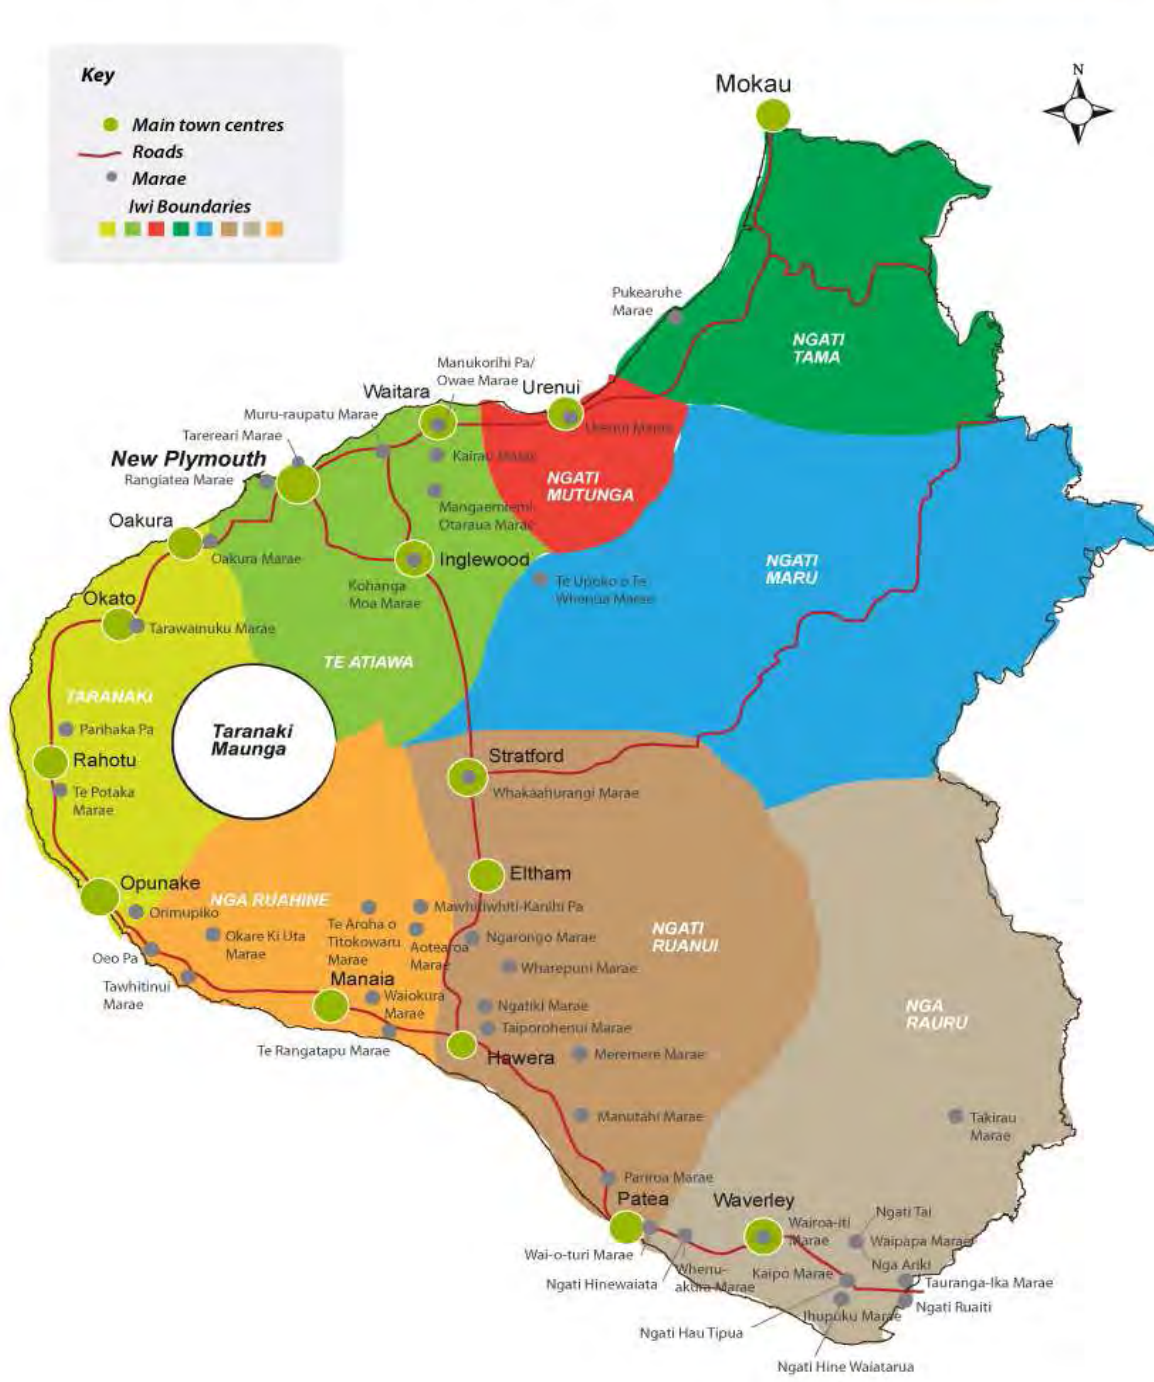 Key
Main town centres
Roads
Marae
Iwi Boundaries
N
Mokau
Pukearuhe
Marae
NGATI
TAMA
Manukorihi Pa/
Owae Marae
Urenui
Waitara
Muru-raupatu Marae
Urenui Marae
Tarereari Marae
New Plymouth
Rangiatea Marae
Kairau Marae
NGATI
MUTUNGA
Mangaemiemi
Otaraua Marae
Oakura
Oakura Marae
Inglewood
Kohanga
Moa Marae
NGATI
MARU
Te Upoko o Te
Whenua Marae
Okato
Tarawainuku Marae
TE ATIAWA
TARANAKI
Parihaka Pa
Taranaki
Maunga
Rahotu
Te Potaka
Marae
Stratford
Whakaahurangi Marae
Eltham
Opunake
Orimupiko
NGA RUAHINE
Okare Ki Uta
Marae
Te Aroha o
Titokowaru
Marae
Mawhitiwhiti-Kanihi Pa
Aotearoa
Marae
Ngarongo Marae
NGATI
RUANUI
Oeo Pa
Tawhitinui
Marae
Wharepuni Marae
Manaia
Waiokura
Marae
Ngatiki Marae
Taiporohenui Marae
Te Rangatapu Marae
Hawera
Meremere Marae
NGA
RAURU
Manutahi Marae
Takirau
Marae
Pariroa Marae
Patea
Waverley
Wai-o-turi Marae
Ngati Hinewaiata
Whenu-
akura Marae
Wairoa-iti
Marae
Ngati Tai
Waipapa Marae
Kaipo Marae
Nga Ariki
Tauranga-Ika Marae
Ngati Ruaiti
Ihupuku Marae
Ngati Hau Tipua
Ngati Hine Waiatarua